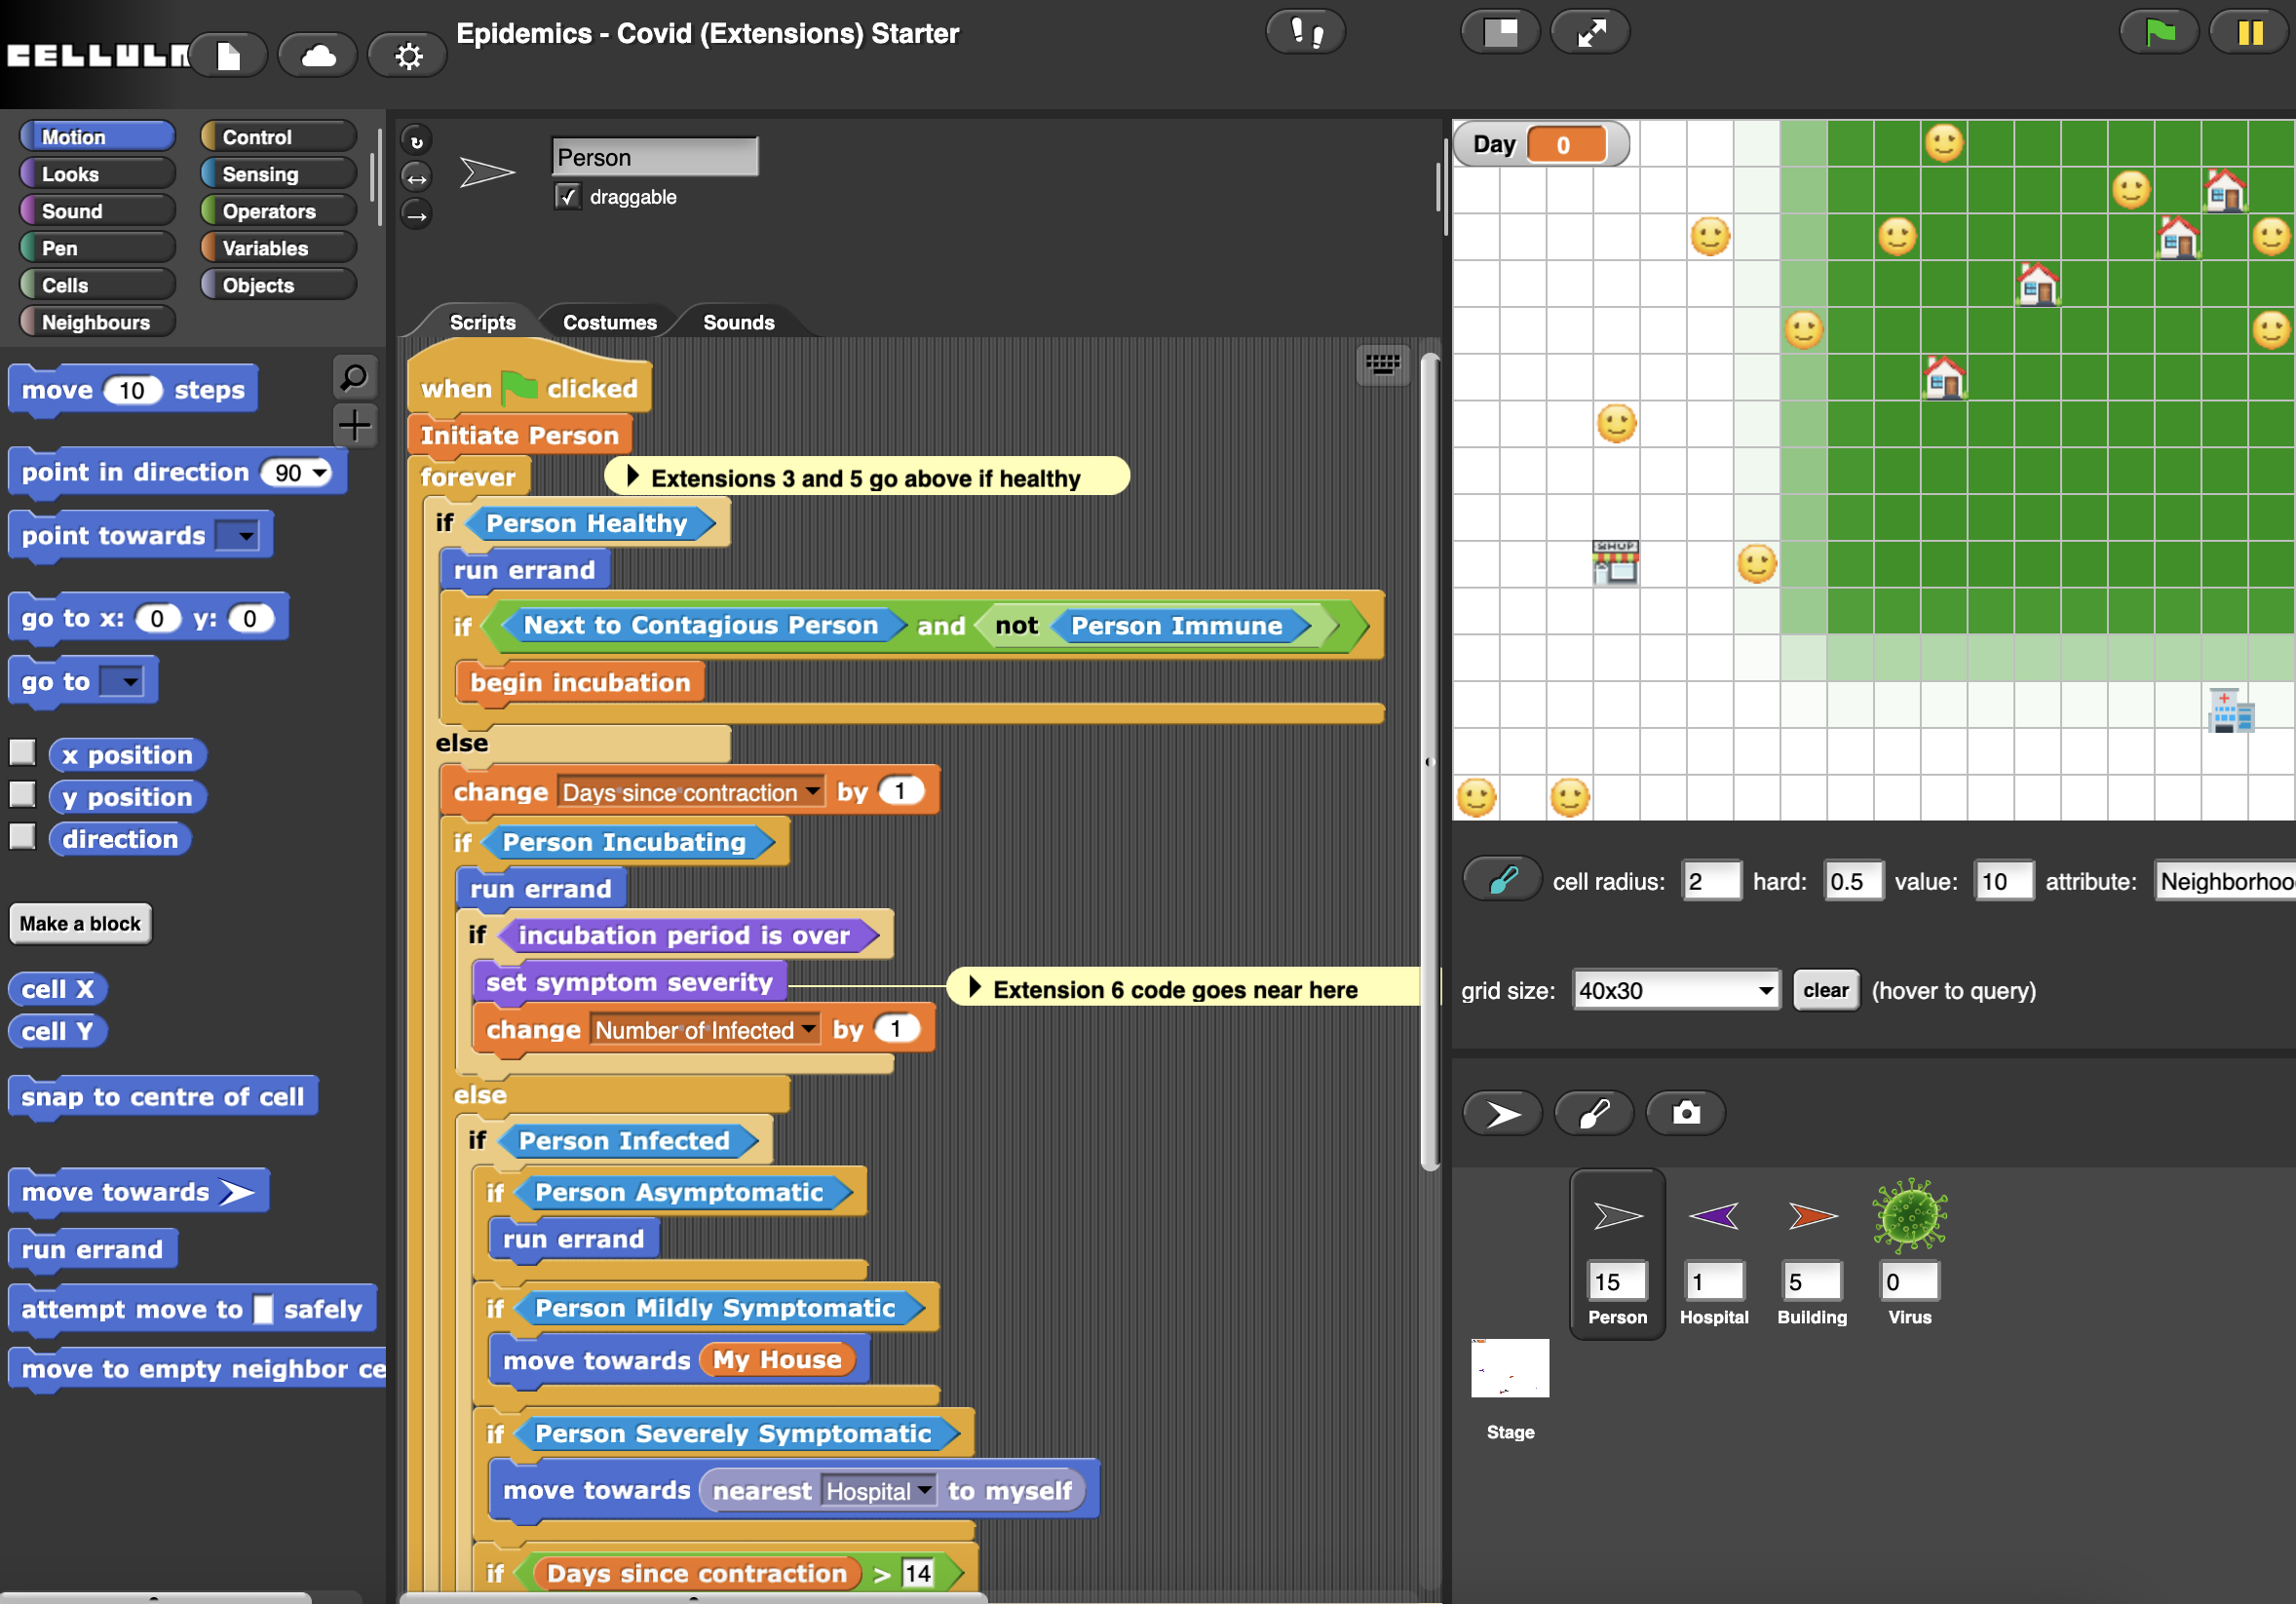 CELLULA
Epidemics - Covid (Extensions) Starter
Motion
Control
Looks
Sensing
Sound
Operators
Pen
Variables
Cells
Objects
Neighbours
move 10 steps
point in direction 90
point towards
go to x: 0 y: 0
go to
x position
y position
direction
Make a block
cell X
cell Y
snap to centre of cell
move towards
run errand
attempt move to safely
move to empty neighbor ce
Person
draggable
Scripts
Costumes
Sounds
when clicked
Initiate Person
forever
Extensions 3 and 5 go above if healthy
if Person Healthy
run errand
if Next to Contagious Person and not Person Immune
begin incubation
else
change Days since contraction by 1
if Person Incubating
run errand
if incubation period is over
set symptom severity
Extension 6 code goes near here
change Number of Infected by 1
else
if Person Infected
if Person Asymptomatic
run errand
if Person Mildly Symptomatic
move towards My House
if Person Severely Symptomatic
move towards nearest Hospital to myself
if Days since contraction > 14
Day 0
SHOP
cell radius: 2 hard: 0.5 value: 10 attribute: Neighborhoo
grid size: 40x30 clear (hover to query)
15
1
5
0
Person
Hospital
Building
Virus
Stage